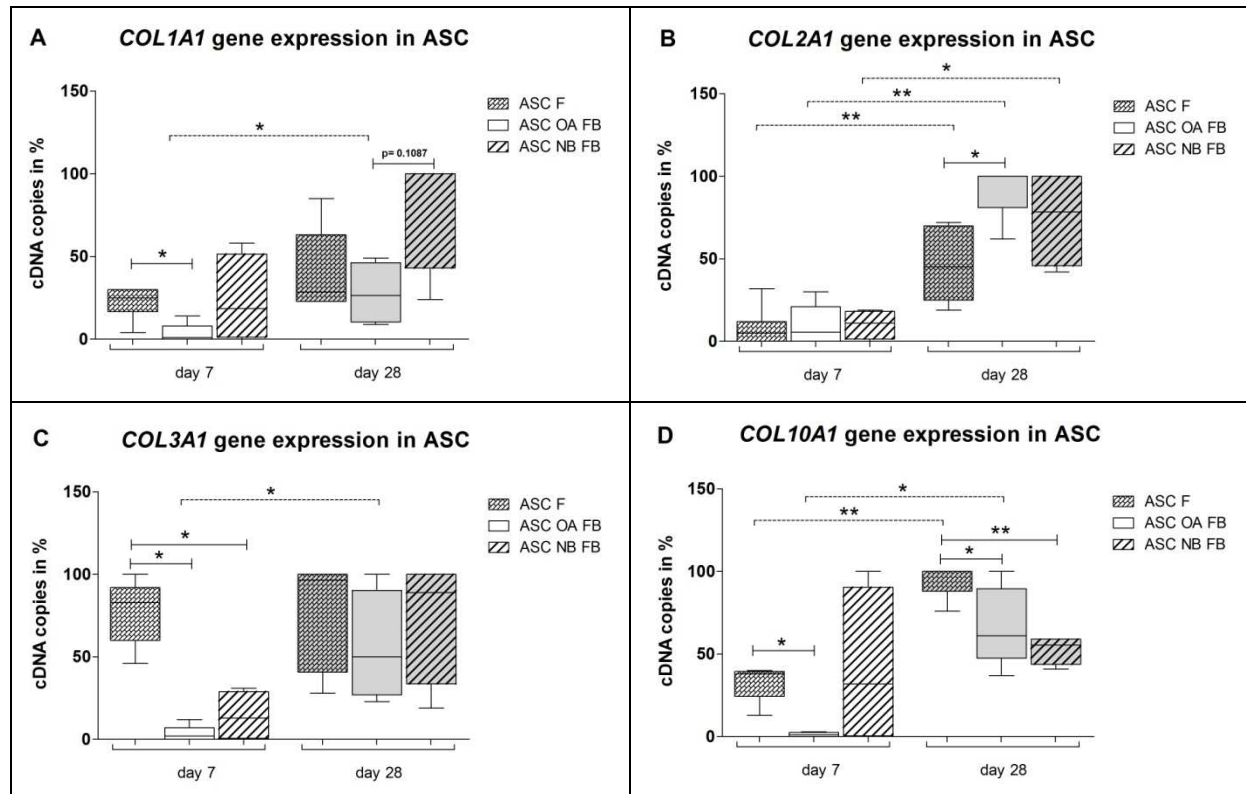 A
COL1A1 gene expression in ASC
cDNA copies in %
150
100
50
0
*
*
p= 0.1087
ASC F
ASC OA FB
ASC NB FB
day 7
day 28
B
COL2A1 gene expression in ASC
cDNA copies in %
150
100
50
0
*
**
**
*
ASC F
ASC OA FB
ASC NB FB
day 7
day 28
C
COL3A1 gene expression in ASC
cDNA copies in %
150
100
50
0
*
*
*
ASC F
ASC OA FB
ASC NB FB
day 7
day 28
D
COL10A1 gene expression in ASC
cDNA copies in %
150
100
50
0
*
**
**
*
*
ASC F
ASC OA FB
ASC NB FB
day 7
day 28